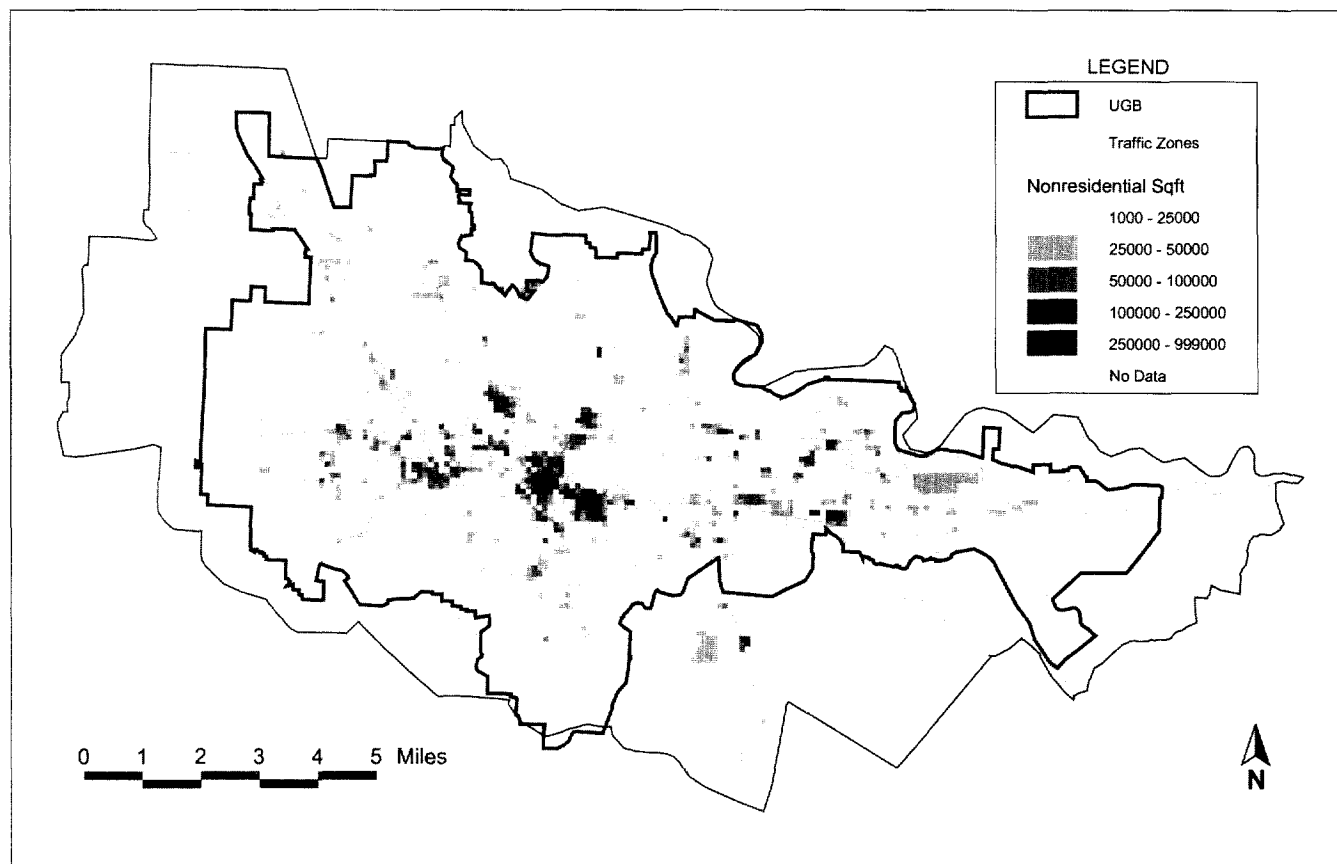 LEGEND
UGB
Traffic Zones
Nonresidential Sqft
1000 - 25000
25000 - 50000
50000 - 100000
100000 - 250000
250000 - 999000
No Data
0 1 2 3 4 5 Miles
N